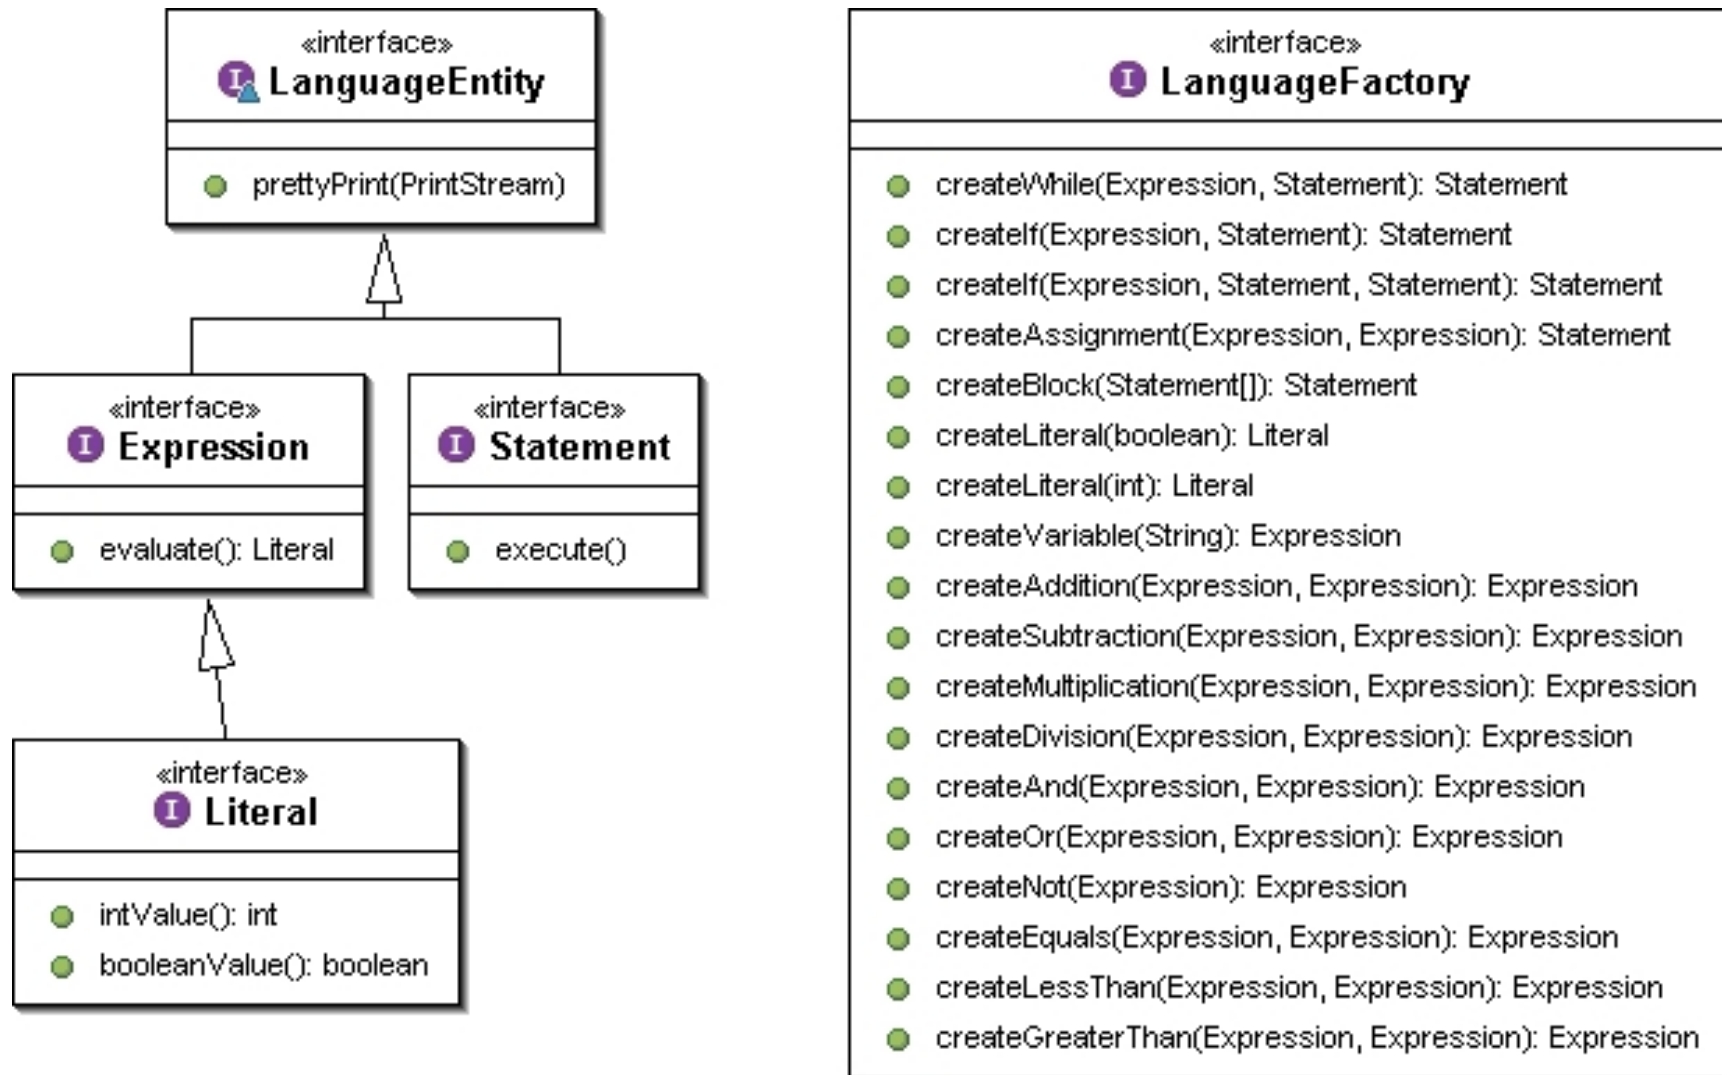 «interface»
LanguageEntity
prettyPrint(PrintStream)
«interface»
Expression
evaluate(): Literal
«interface»
Statement
execute()
«interface»
Literal
intValue(): int
booleanValue(): boolean
«interface»
LanguageFactory
createWhile(Expression, Statement): Statement
createIf(Expression, Statement): Statement
createIf(Expression, Statement, Statement): Statement
createAssignment(Expression, Expression): Statement
createBlock(Statement[]): Statement
createLiteral(boolean): Literal
createLiteral(int): Literal
createVariable(String): Expression
createAddition(Expression, Expression): Expression
createSubtraction(Expression, Expression): Expression
createMultiplication(Expression, Expression): Expression
createDivision(Expression, Expression): Expression
createAnd(Expression, Expression): Expression
createOr(Expression, Expression): Expression
createNot(Expression): Expression
createEquals(Expression, Expression): Expression
createLessThan(Expression, Expression): Expression
createGreaterThan(Expression, Expression): Expression